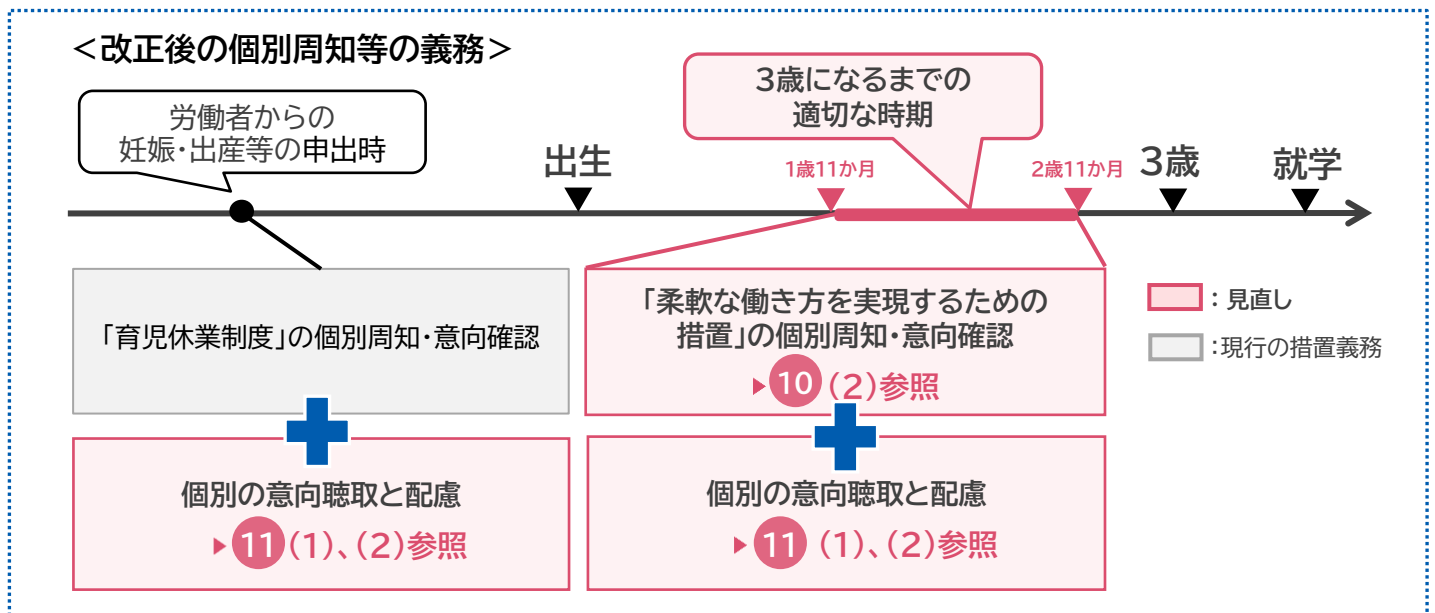 ＜改正後の個別周知等の義務＞
労働者からの
妊娠・出産等の申出時
3歳になるまでの
適切な時期
出生
1歳11か月
2歳11か月
3歳
就学
「育児休業制度」の個別周知・意向確認
「柔軟な働き方を実現するための
措置」の個別周知・意向確認
▶10（2）参照
：見直し
：現行の措置義務
個別の意向聴取と配慮
▶11（1）、（2）参照
個別の意向聴取と配慮
▶11（1）、（2）参照